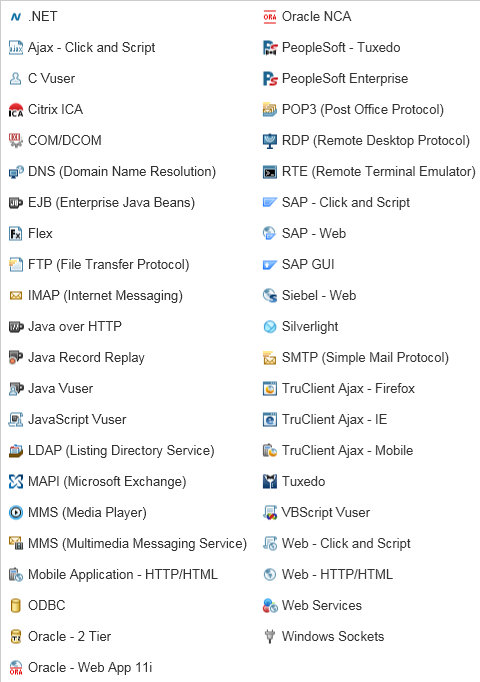 .NET
Ajax - Click and Script
C Vuser
Citrix ICA
COM/DCOM
DNS (Domain Name Resolution)
EJB (Enterprise Java Beans)
Flex
FTP (File Transfer Protocol)
IMAP (Internet Messaging)
Java over HTTP
Java Record Replay
Java Vuser
JavaScript Vuser
LDAP (Listing Directory Service)
MAPI (Microsoft Exchange)
MMS (Media Player)
MMS (Multimedia Messaging Service)
Mobile Application - HTTP/HTML
ODBC
Oracle - 2 Tier
Oracle - Web App 11i
Oracle NCA
PeopleSoft - Tuxedo
PeopleSoft Enterprise
POP3 (Post Office Protocol)
RDP (Remote Desktop Protocol)
RTE (Remote Terminal Emulator)
SAP - Click and Script
SAP - Web
SAP GUI
Siebel - Web
Silverlight
SMTP (Simple Mail Protocol)
TruClient Ajax - Firefox
TruClient Ajax - IE
TruClient Ajax - Mobile
Tuxedo
VBScript Vuser
Web - Click and Script
Web - HTTP/HTML
Web Services
Windows Sockets